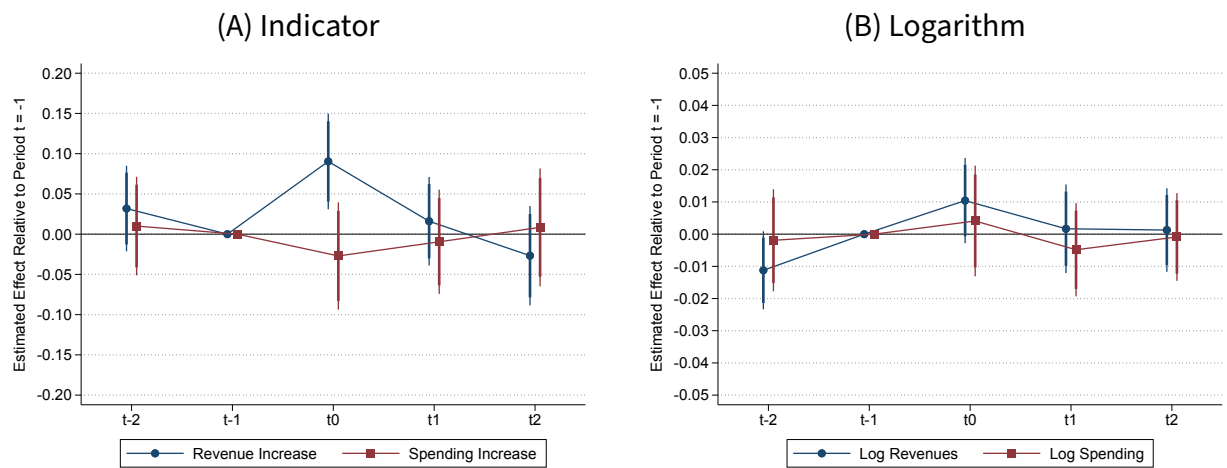 (A) Indicator
Estimated Effect Relative to Period t = -1
0.20
0.15
0.10
0.05
0.00
-0.05
-0.10
-0.15
-0.20
t-2 t-1 t0 t1 t2
Revenue Increase Spending Increase
(B) Logarithm
Estimated Effect Relative to Period t = -1
0.05
0.04
0.03
0.02
0.01
0.00
-0.01
-0.02
-0.03
-0.04
-0.05
t-2 t-1 t0 t1 t2
Log Revenues Log Spending